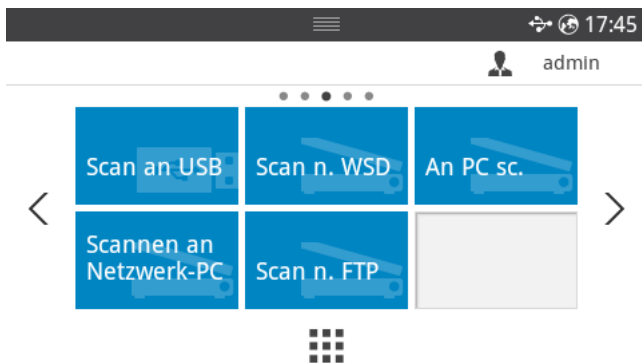 17:45
admin
Scan an USB
Scan n. WSD
An PC sc.
Scannen an
Netzwerk-PC
Scan n. FTP